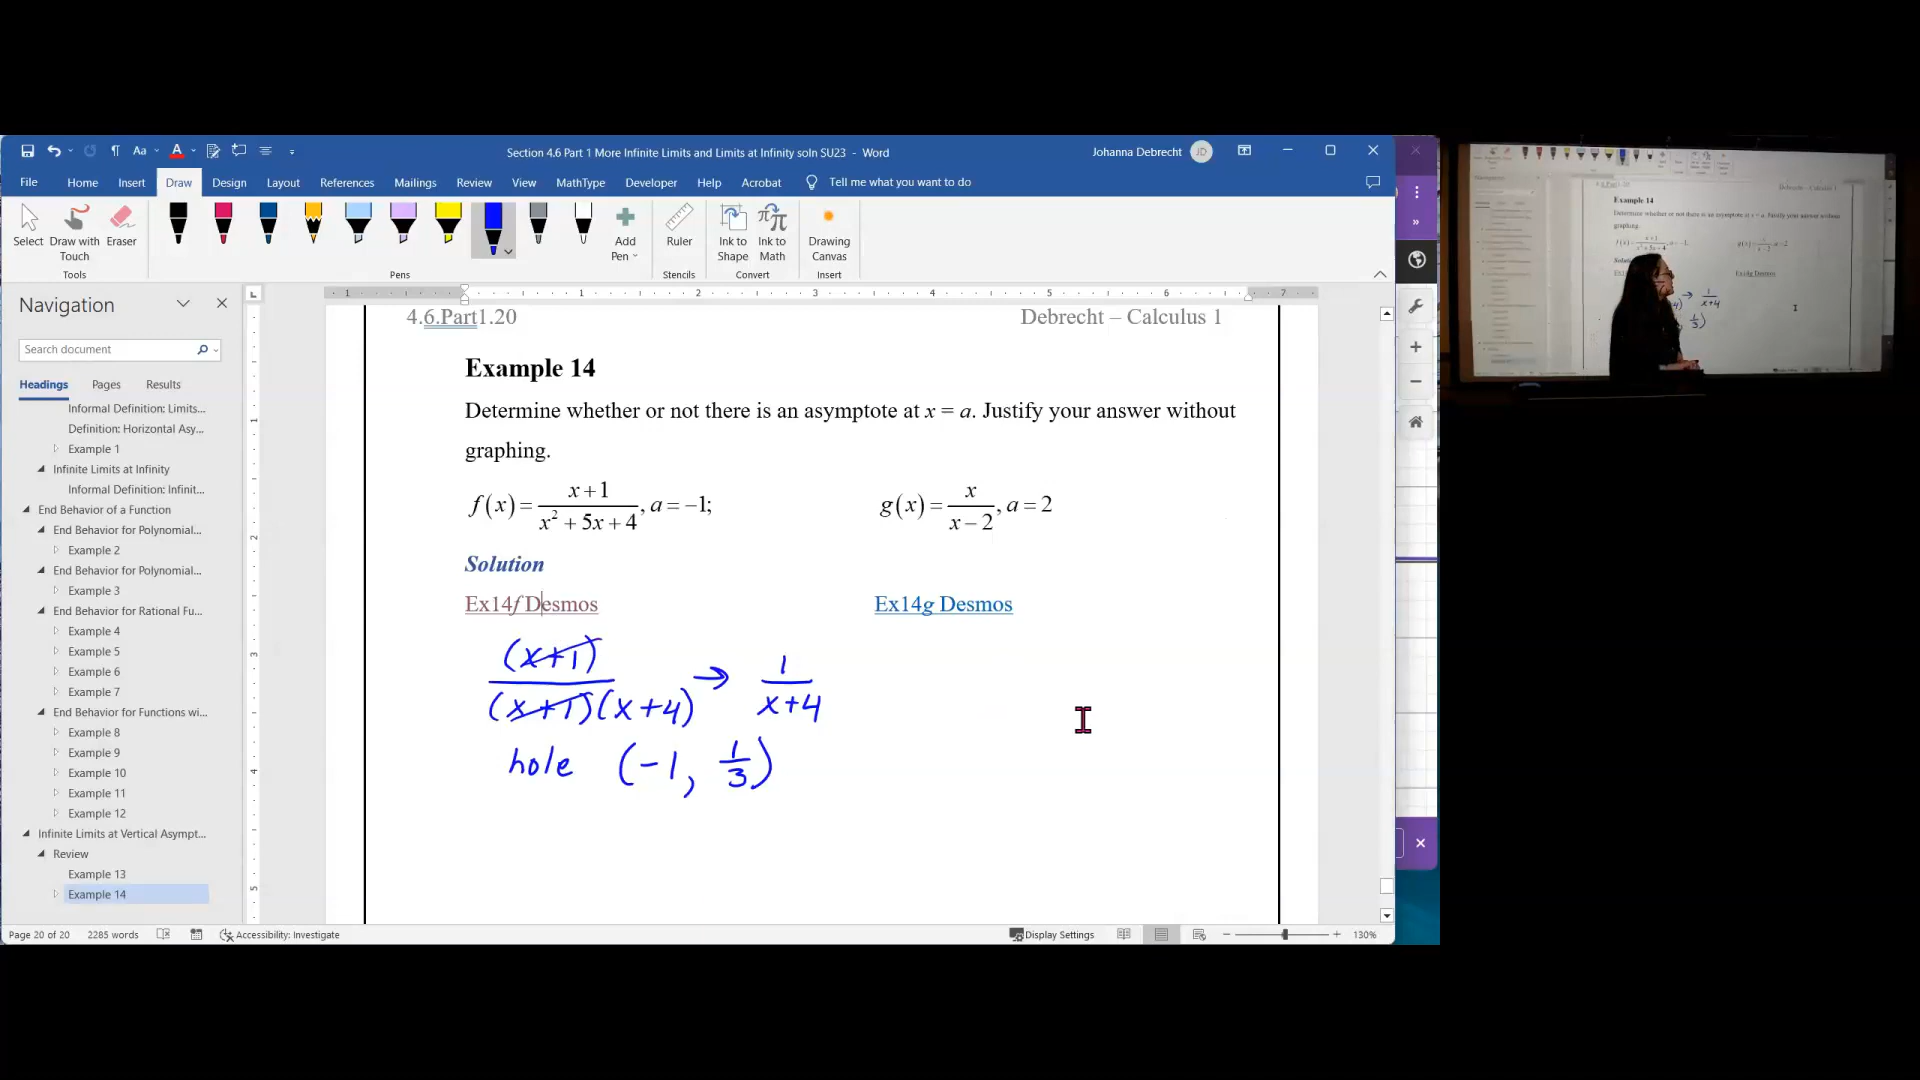 Section 4.6 Part 1 More Infinite Limits and Limits at Infinity soln SU23 - Word
Johanna Debrecht JD
File Home Insert Draw Design Layout References Mailings Review View MathType Developer Help Acrobat Tell me what you want to do
Select
Draw with Touch
Eraser
Add Pen
Ruler
Ink to Shape
Ink to Math
Drawing Canvas
Tools Pens Stencils Convert Insert
Navigation
Search document
Headings Pages Results
Informal Definition: Limits...
Definition: Horizontal Asy...
Example 1
Infinite Limits at Infinity
Informal Definition: Infinit...
End Behavior of a Function
End Behavior for Polynomial...
Example 2
End Behavior for Polynomial...
Example 3
End Behavior for Rational Fu...
Example 4
Example 5
Example 6
Example 7
End Behavior for Functions wi...
Example 8
Example 9
Example 10
Example 11
Example 12
Infinite Limits at Vertical Asympt...
Review
Example 13
Example 14
4.6.Part1.20 Debrecht – Calculus 1
Example 14
Determine whether or not there is an asymptote at x = a. Justify your answer without
graphing.
f(x) = (x+1)/(x² + 5x + 4), a = −1; g(x) = x/(x − 2), a = 2
Solution
Ex14f Desmos Ex14g Desmos
(x+1)/((x+1)(x+4)) → 1/(x+4)
hole (-1, 1/3)
Page 20 of 20 2285 words Accessibility: Investigate Display Settings 130%